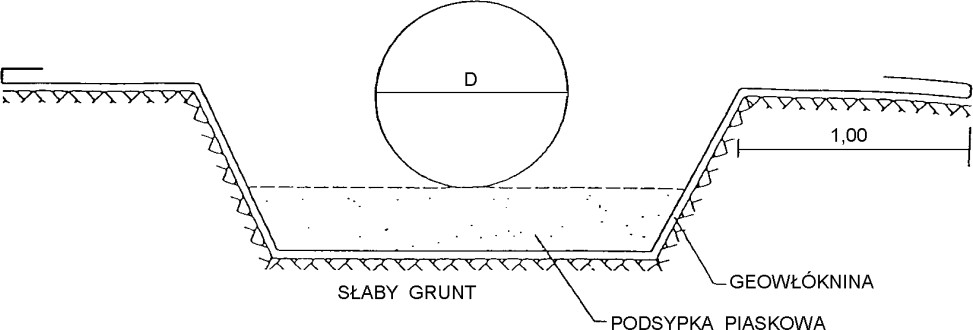 D
1,00
GEOWŁÓKNINA
SŁABY GRUNT
PODSYPKA PIASKOWA